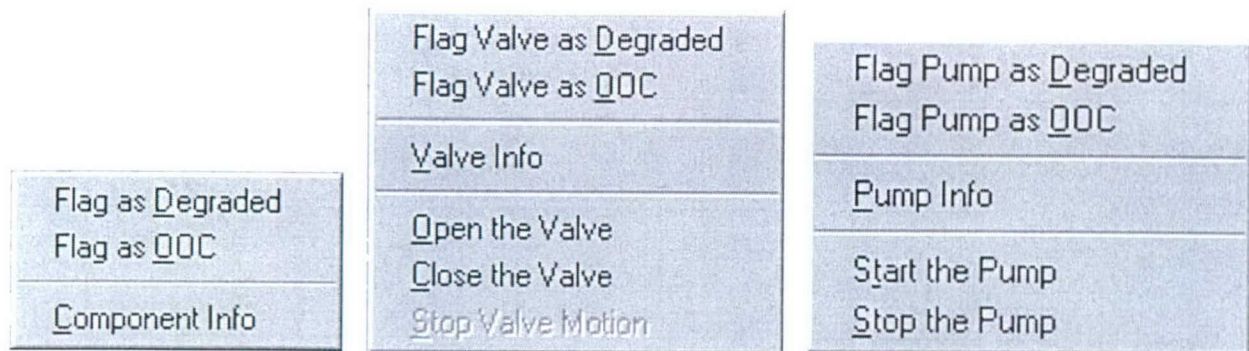 Flag as Degraded
Flag as OOC
Component Info
Flag Valve as Degraded
Flag Valve as OOC
Valve Info
Open the Valve
Close the Valve
Stop Valve Motion
Flag Pump as Degraded
Flag Pump as OOC
Pump Info
Start the Pump
Stop the Pump